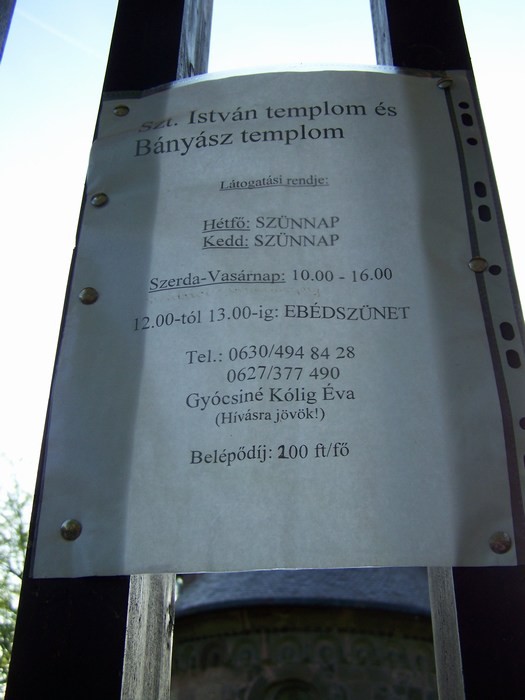 Szt. István templom és
Bányász templom
Látogatási rendje:
Hétfő: SZÜNNAP
Kedd: SZÜNNAP
Szerda-Vasárnap: 10.00 - 16.00
12.00-tól 13.00-ig: EBÉDSZÜNET
Tel.: 0630/494 84 28
0627/377 490
Gyócsiné Kólig Éva
(Hívásra jövök!)
Belépődíj: 200 ft/fő